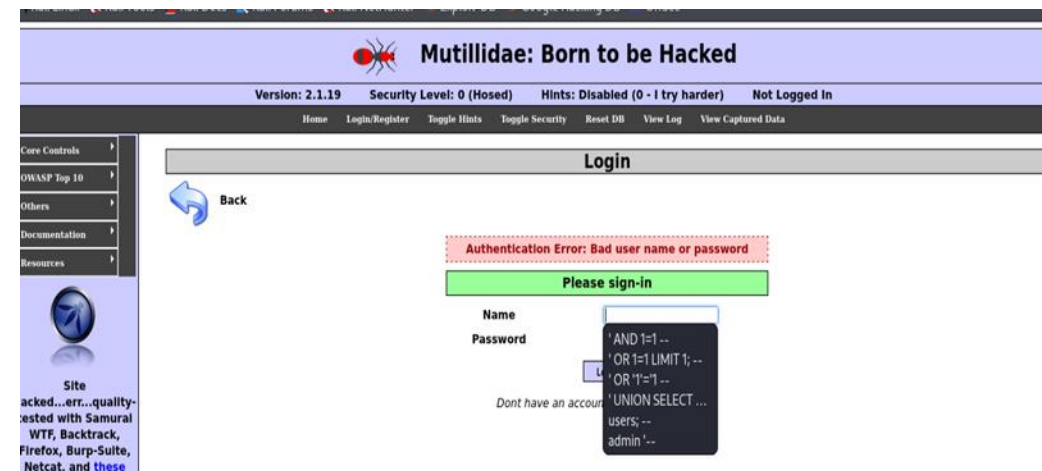 Mutillidae: Born to be Hacked
Version: 2.1.19 Security Level: 0 (Hosed) Hints: Disabled (0 - I try harder) Not Logged In
Home Login/Register Toggle Hints Toggle Security Reset DB View Log View Captured Data
Core Controls
OWASP Top 10
Others
Documentation
Resources
Site
acked...err...quality-
tested with Samurai
WTF, Backtrack,
Firefox, Burp-Suite,
Netcat, and these
Login
Back
Authentication Error: Bad user name or password
Please sign-in
Name
Password
' AND 1=1 --
' OR 1=1 LIMIT 1; --
' OR '1'='1 --
' UNION SELECT ...
users; --
admin '--
L
Dont have an accoun